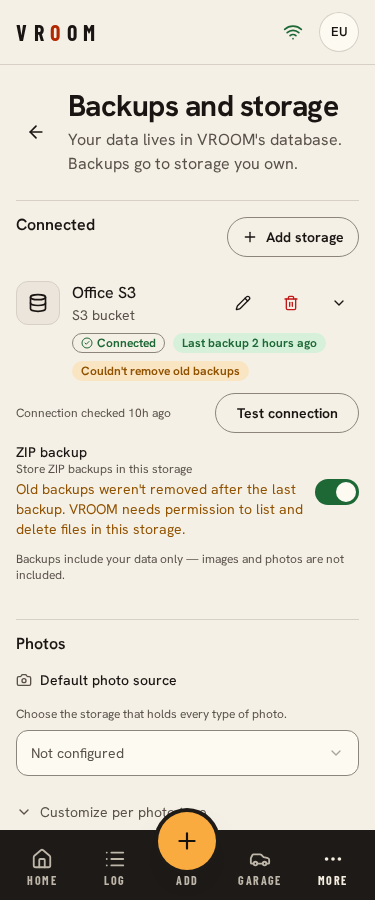 VROOM
EU
Backups and storage
Your data lives in VROOM's database.
Backups go to storage you own.
Connected
Add storage
Office S3
S3 bucket
Connected
Last backup 2 hours ago
Couldn't remove old backups
Connection checked 10h ago
Test connection
ZIP backup
Store ZIP backups in this storage
Old backups weren't removed after the last
backup. VROOM needs permission to list and
delete files in this storage.
Backups include your data only — images and photos are not
included.
Photos
Default photo source
Choose the storage that holds every type of photo.
Not configured
Customize per photo
HOME
LOG
ADD
GARAGE
MORE